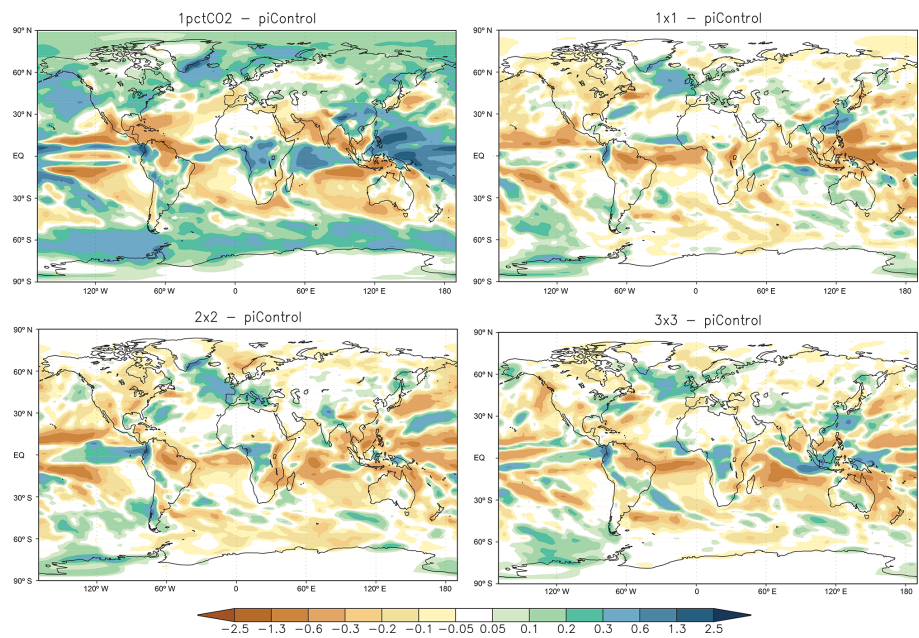 1pctCO2 − piControl
1x1 − piControl
90° N
60° N
30° N
EQ
30° S
60° S
90° S
120° W
60° W
0
60° E
120° E
180
90° N
60° N
30° N
EQ
30° S
60° S
90° S
120° W
60° W
0
60° E
120° E
180
2x2 − piControl
3x3 − piControl
90° N
60° N
30° N
EQ
30° S
60° S
90° S
120° W
60° W
0
60° E
120° E
180
90° N
60° N
30° N
EQ
30° S
60° S
90° S
120° W
60° W
0
60° E
120° E
180
−2.5 −1.3 −0.6 −0.3 −0.2 −0.1 −0.05 0.05 0.1 0.2 0.3 0.6 1.3 2.5